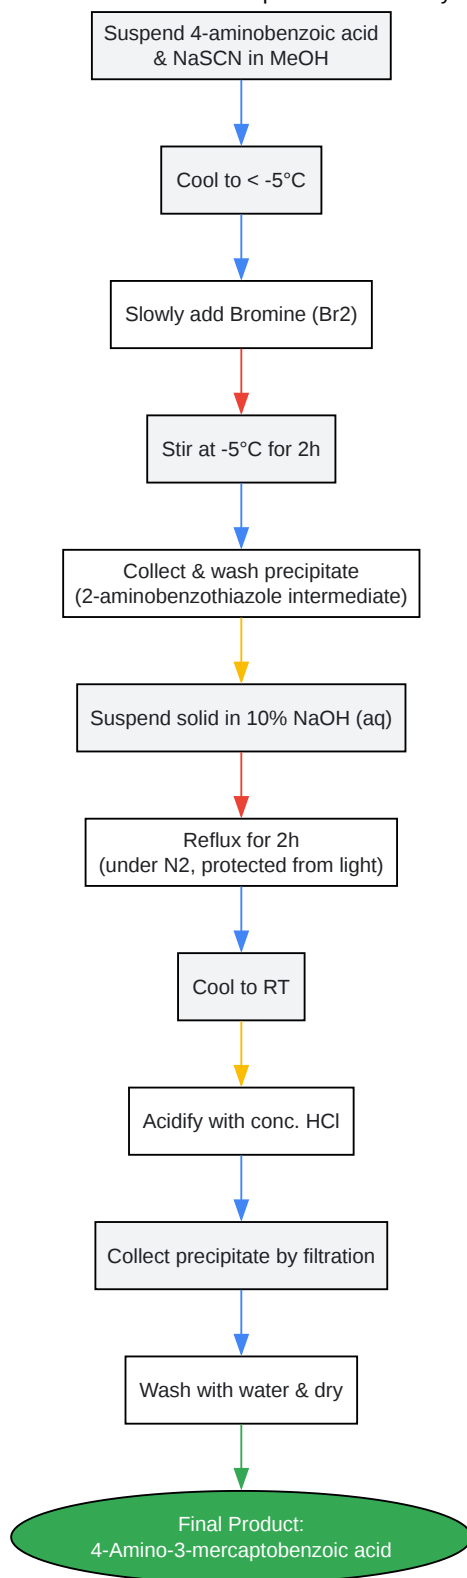 Suspend 4-aminobenzoic acid
& NaSCN in MeOH
Cool to < -5°C
Slowly add Bromine (Br2)
Stir at -5°C for 2h
Collect & wash precipitate
(2-aminobenzothiazole intermediate)
Suspend solid in 10% NaOH (aq)
Reflux for 2h
(under N2, protected from light)
Cool to RT
Acidify with conc. HCl
Collect precipitate by filtration
Wash with water & dry
Final Product:
4-Amino-3-mercaptobenzoic acid